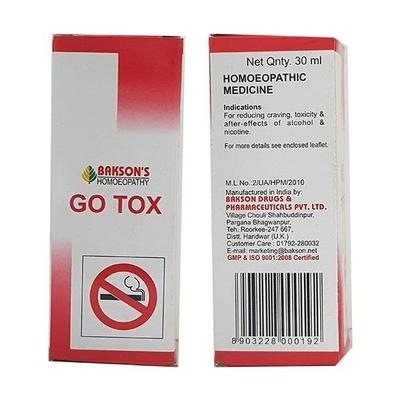 BAKSON'S
HOMOEOPATHY
GO TOX
Net Qnty. 30 ml
HOMOEOPATHIC
MEDICINE
Indications
For reducing craving, toxicity &
after-effects of alcohol &
nicotine.
For more details see enclosed leaflet.
M.L No.:2/UA/HPM/2010
Manufactured in India by
BAKSON DRUGS &
PHARMACEUTICALS PVT. LTD.
Village Chouli Shahbuddinpur,
Pargana Bhagwanpur,
Teh. Roorkee-247 667,
Distt. Haridwar (U.K.)
Customer Care : 01792-280032
E-mail: marketing@bakson.net
GMP & ISO 9001:2008 Certified
8903228000192